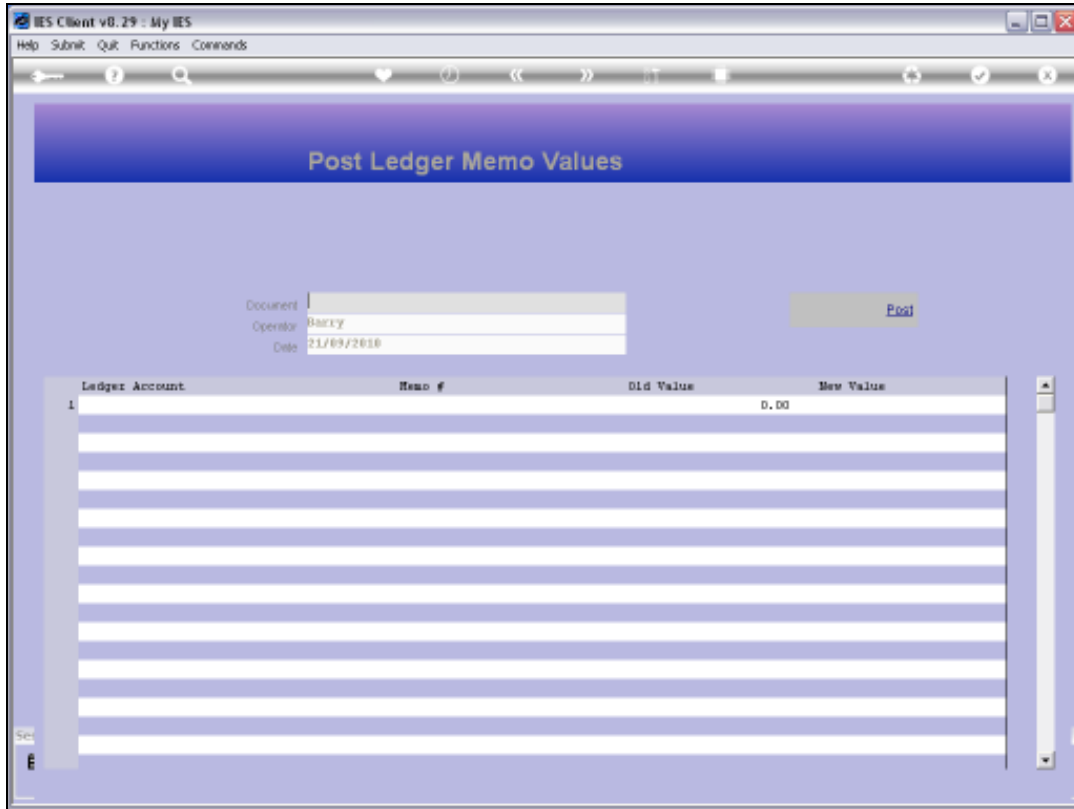 IES Client v8.29 : My IES
Help Submit Quit Functions Commands
Post Ledger Memo Values
Document
Post
Operator Barry
Date 21/09/2010
Ledger Account Memo # Old Value New Value
1 0.00